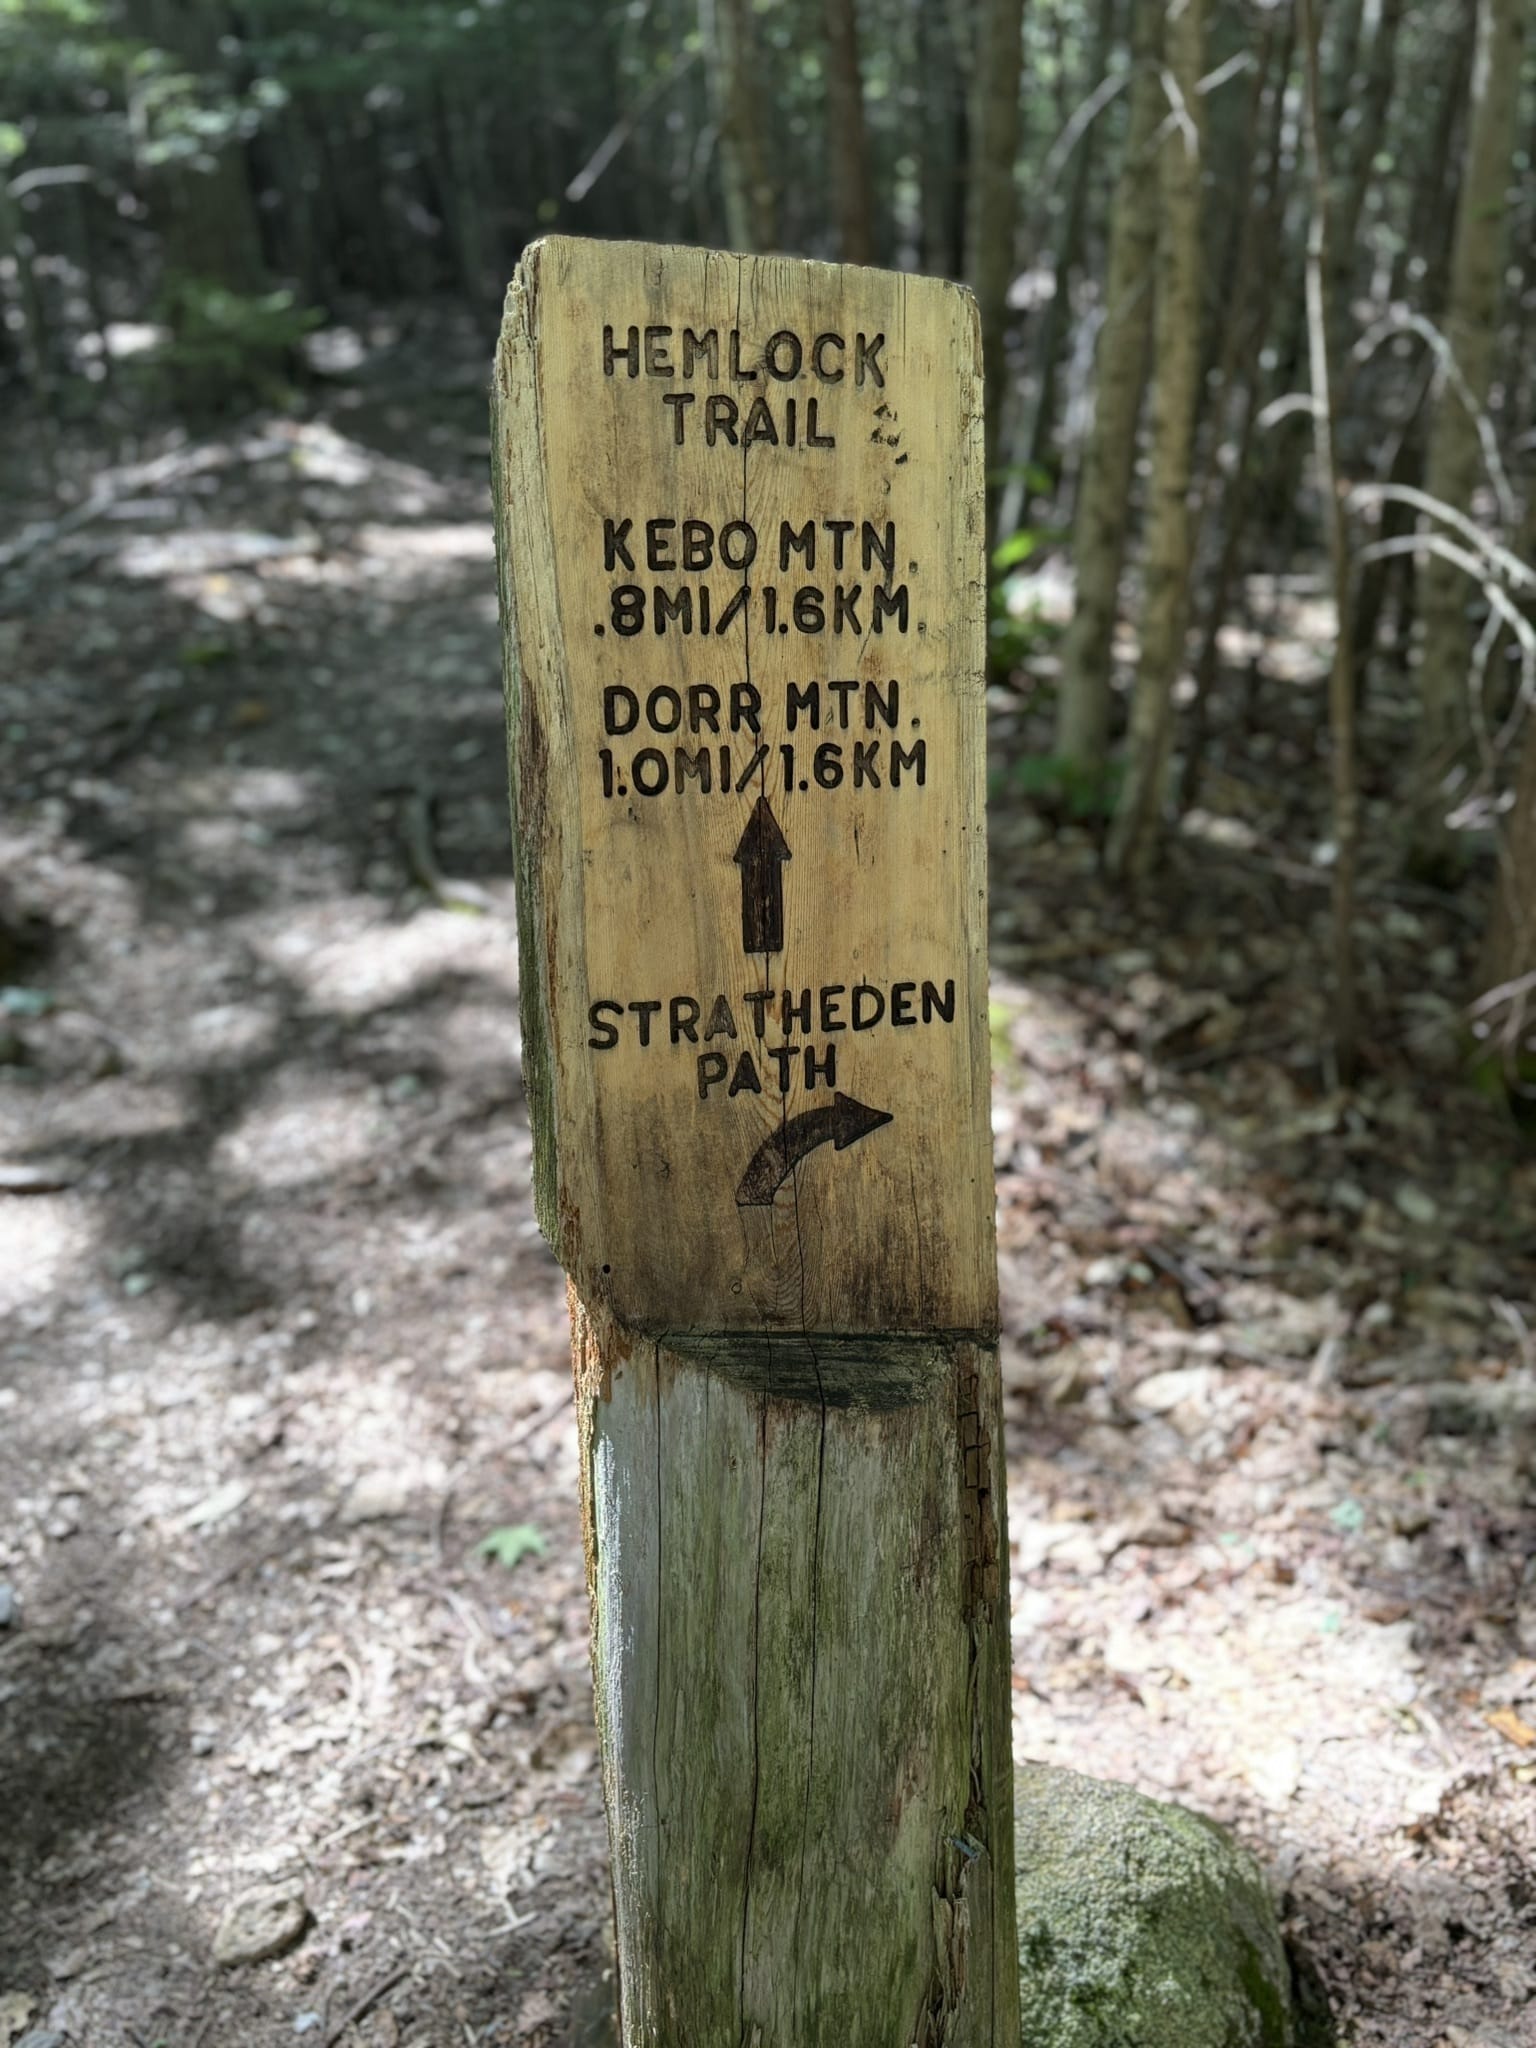 HEMLOCK
TRAIL
KEBO MTN.
.8MI/1.6KM.
DORR MTN.
1.0MI/1.6KM
STRATHEDEN
PATH